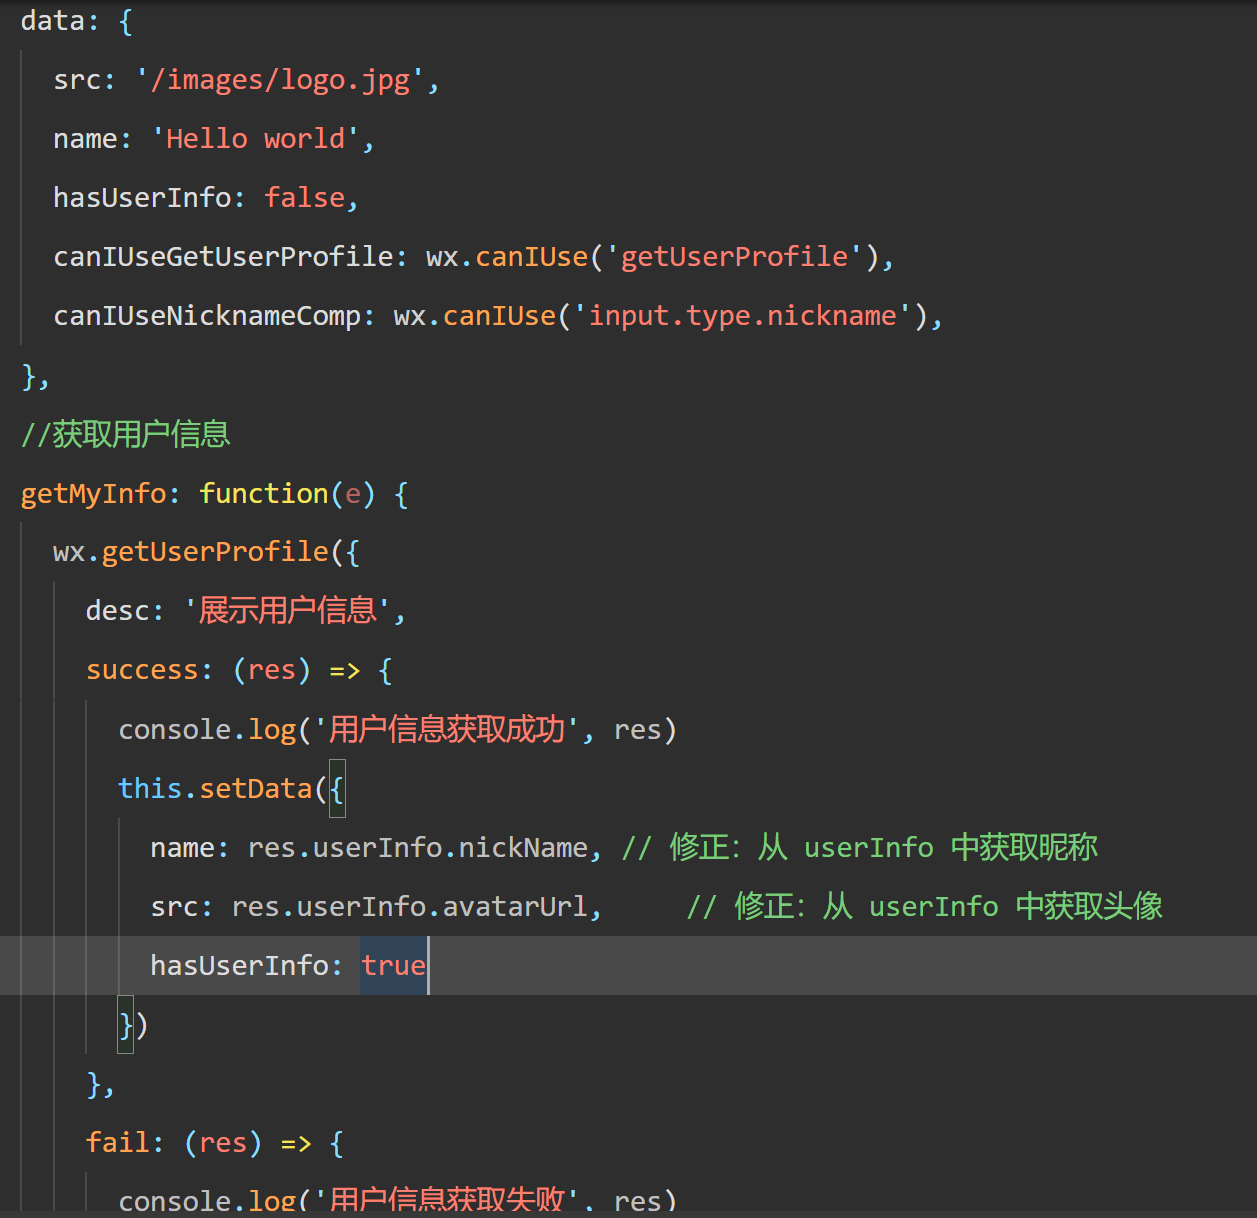 data: {
src: '/images/logo.jpg',
name: 'Hello world',
hasUserInfo: false,
canIUseGetUserProfile: wx.canIUse('getUserProfile'),
canIUseNicknameComp: wx.canIUse('input.type.nickname'),
},
//获取用户信息
getMyInfo: function(e) {
wx.getUserProfile({
desc: '展示用户信息',
success: (res) => {
console.log('用户信息获取成功', res)
this.setData({
name: res.userInfo.nickName, // 修正：从 userInfo 中获取昵称
src: res.userInfo.avatarUrl, // 修正：从 userInfo 中获取头像
hasUserInfo: true
})
},
fail: (res) => {
console.log('用户信息获取失败', res)